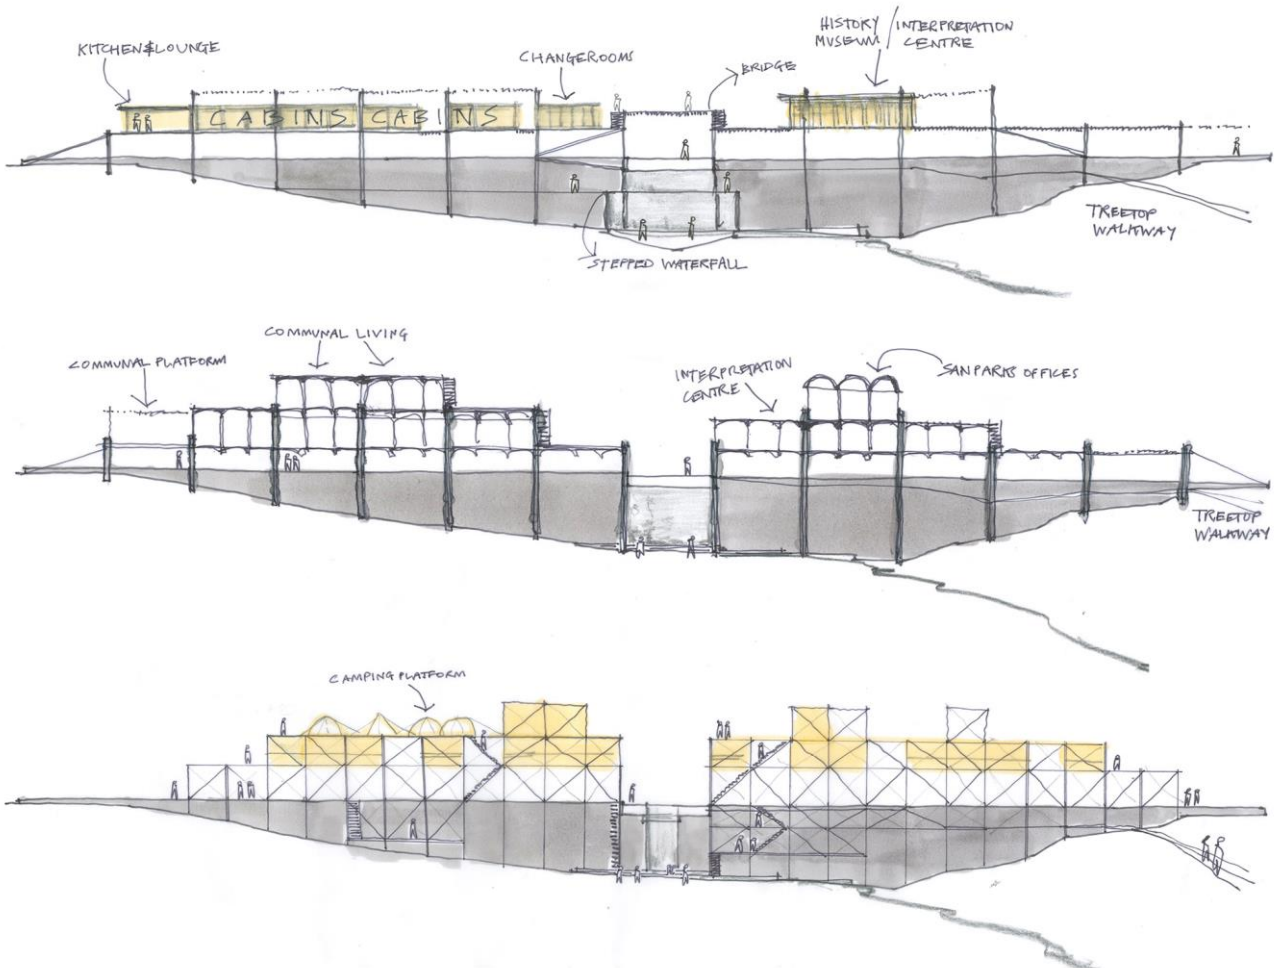 KITCHEN & LOUNGE
CHANGEROOMS
BRIDGE
HISTORY
MUSEUM /
INTERPRETATION
CENTRE
CABINS CABINS
TREETOP
WALKWAY
STEPPED WATERFALL
COMMUNAL LIVING
COMMUNAL PLATFORM
INTERPRETATION
CENTRE
SANPARKS OFFICES
TREETOP
WALKWAY
CAMPING PLATFORM